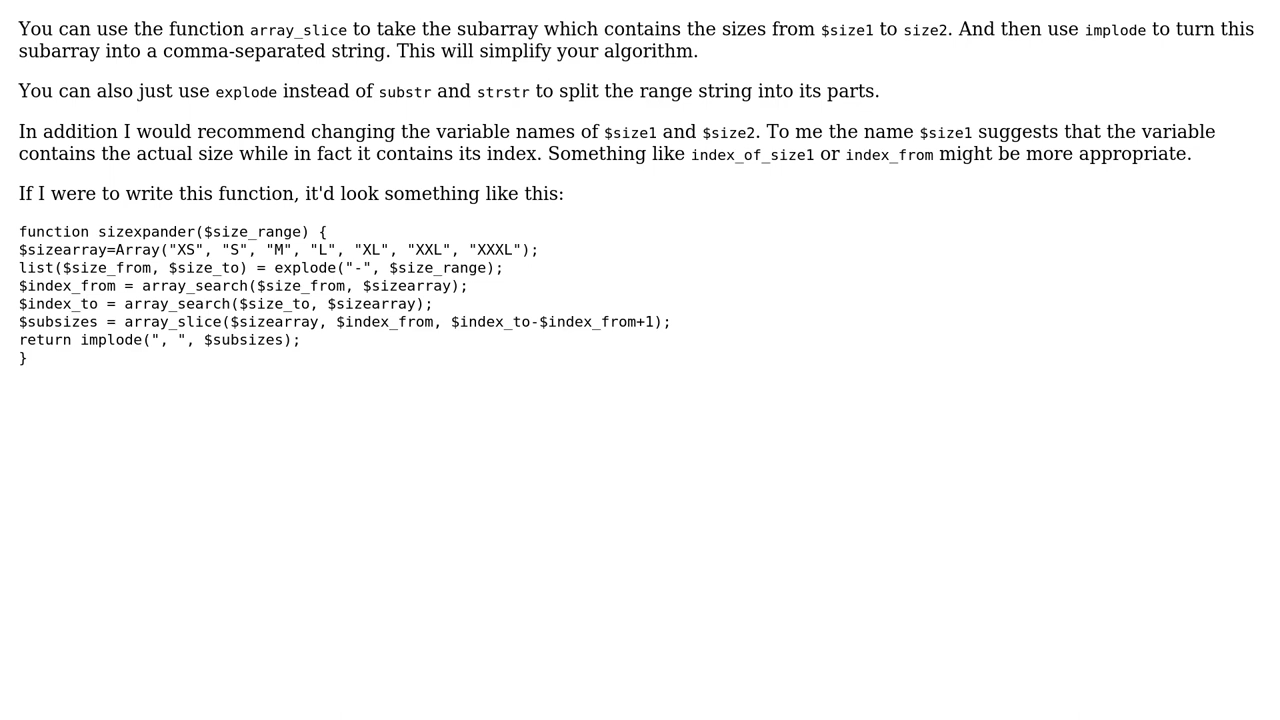 You can use the function array_slice to take the subarray which contains the sizes from $size1 to size2. And then use implode to turn this
subarray into a comma-separated string. This will simplify your algorithm.
You can also just use explode instead of substr and strstr to split the range string into its parts.
In addition I would recommend changing the variable names of $size1 and $size2. To me the name $size1 suggests that the variable
contains the actual size while in fact it contains its index. Something like index_of_size1 or index_from might be more appropriate.
If I were to write this function, it'd look something like this:
function sizexpander($size_range) {
$sizearray=Array("XS", "S", "M", "L", "XL", "XXL", "XXXL");
list($size_from, $size_to) = explode("-", $size_range);
$index_from = array_search($size_from, $sizearray);
$index_to = array_search($size_to, $sizearray);
$subsizes = array_slice($sizearray, $index_from, $index_to-$index_from+1);
return implode(", ", $subsizes);
}